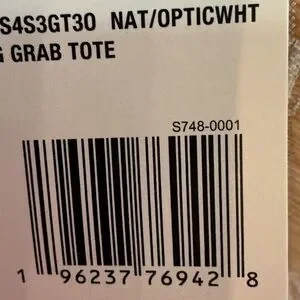 S4S3GT30 NAT/OPTICWHT
G GRAB TOTE
S748-0001
1 96237 76942 8